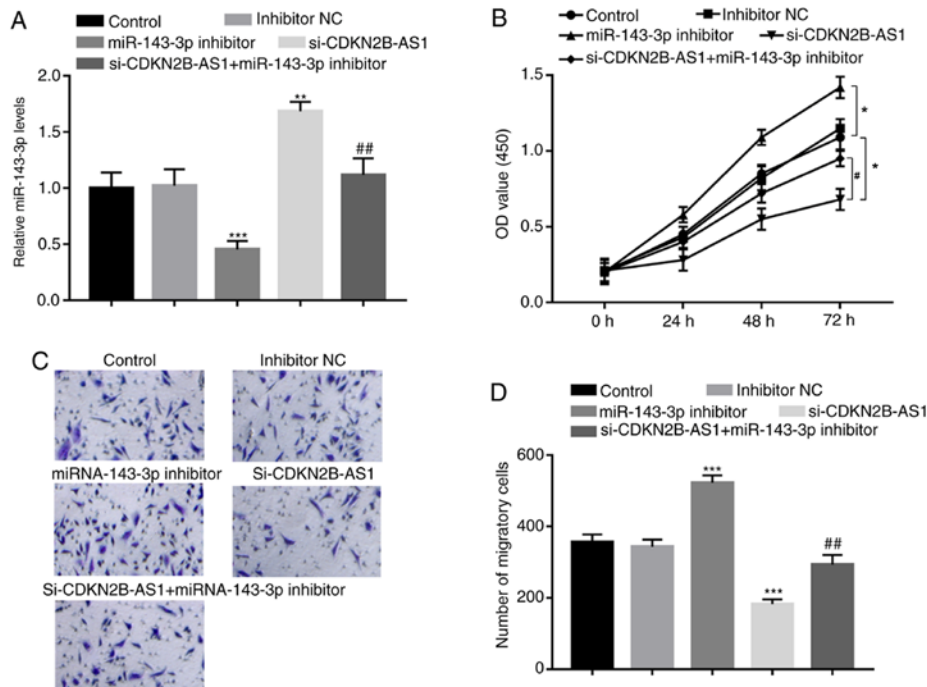 A
Control
Inhibitor NC
miR-143-3p inhibitor
si-CDKN2B-AS1
si-CDKN2B-AS1+miR-143-3p inhibitor
Relative miR-143-3p levels
2.0
1.5
1.0
0.5
0.0
***
**
##
B
Control
Inhibitor NC
miR-143-3p inhibitor
si-CDKN2B-AS1
si-CDKN2B-AS1+miR-143-3p inhibitor
OD value (450)
1.5
1.0
0.5
0.0
0 h
24 h
48 h
72 h
*
#
*
C
Control
Inhibitor NC
miRNA-143-3p inhibitor
Si-CDKN2B-AS1
Si-CDKN2B-AS1+miRNA-143-3p inhibitor
D
Control
Inhibitor NC
miR-143-3p inhibitor
si-CDKN2B-AS1
si-CDKN2B-AS1+miR-143-3p inhibitor
Number of migratory cells
600
400
200
0
***
***
##